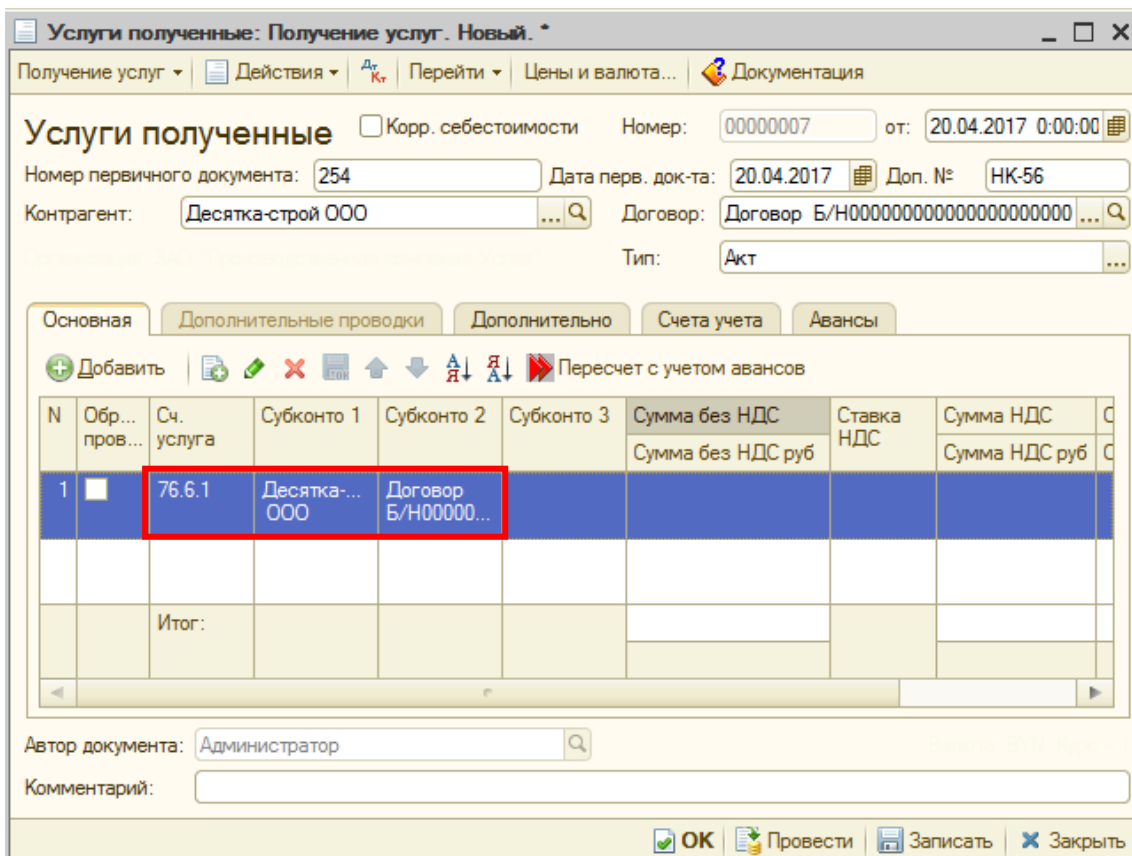 Услуги полученные: Получение услуг. Новый. *
Получение услуг Действия Дт Кт Перейти Цены и валюта... Документация
Услуги полученные Корр. себестоимости Номер: 00000007 от: 20.04.2017 0:00:00
Номер первичного документа: 254 Дата перв. док-та: 20.04.2017 Доп. № НК-56
Контрагент: Десятка-строй ООО ... Договор: Договор Б/Н0000000000000000000000 ...
Тип: Акт ...
Основная Дополнительные проводки Дополнительно Счета учета Авансы
Добавить Пересчет с учетом авансов
N Обр... пров... Сч. услуга Субконто 1 Субконто 2 Субконто 3 Сумма без НДС Ставка НДС Сумма НДС С
Сумма без НДС руб Сумма НДС руб С
1 76.6.1 Десятка-... ООО Договор Б/Н00000...
Итог:
Автор документа: Администратор
Комментарий:
OK Провести Записать Закрыть